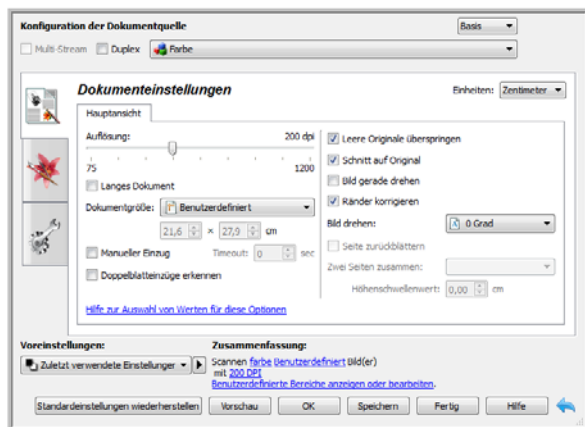 Konfiguration der Dokumentquelle
Basis
Multi-Stream Duplex Farbe
Dokumenteinstellungen
Einheiten: Zentimeter
Hauptansicht
Auflösung: 200 dpi
75 1200
Langes Dokument
Dokumentgröße: Benutzerdefiniert
21,6 × 27,9 cm
Manueller Einzug Timeout: 0 sec
Doppelblatteinzüge erkennen
Hilfe zur Auswahl von Werten für diese Optionen
Leere Originale überspringen
Schnitt auf Original
Bild gerade drehen
Ränder korrigieren
Bild drehen: 0 Grad
Seite zurückblättern
Zwei Seiten zusammen:
Höhenschwellenwert: 0,00 cm
Voreinstellungen:
Zuletzt verwendete Einstellunger
Zusammenfassung:
Scannen farbe Benutzerdefiniert Bild(er)
mit 200 DPI
Benutzerdefinierte Bereiche anzeigen oder bearbeiten.
Standardeinstellungen wiederherstellen Vorschau OK Speichern Fertig Hilfe